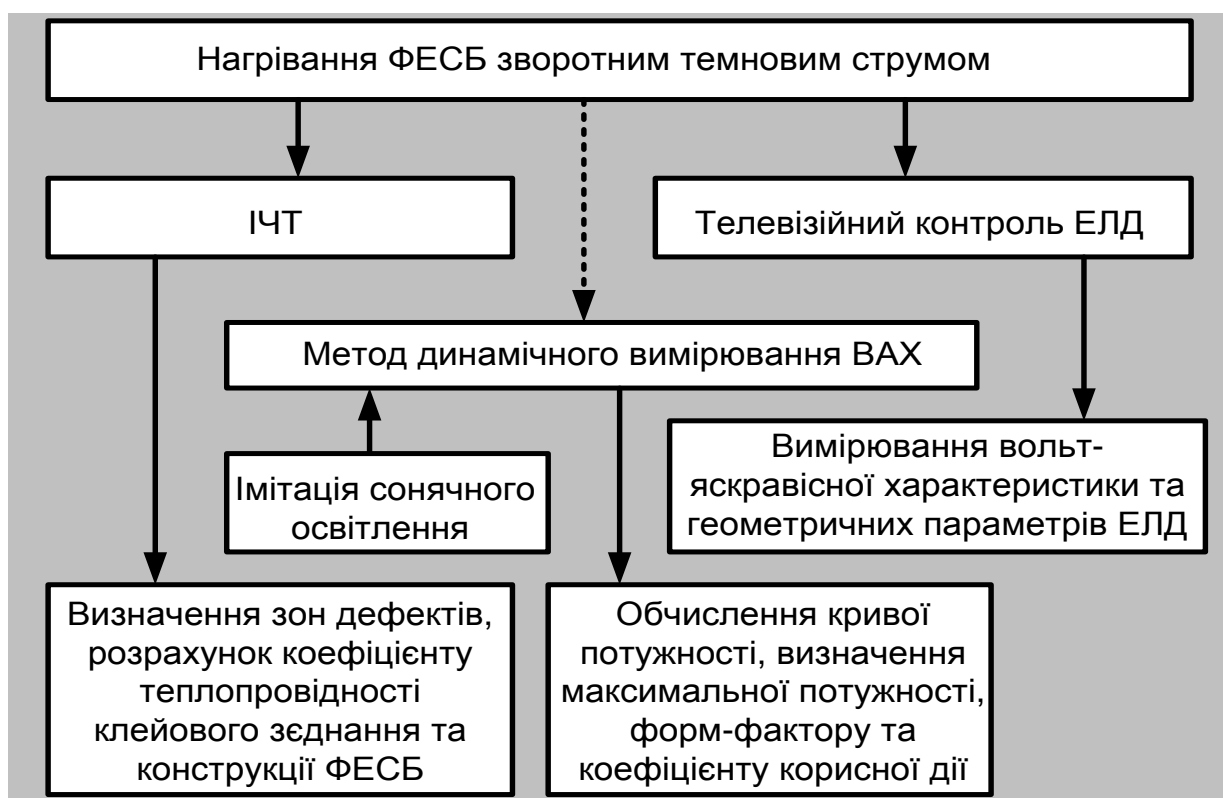 Нагрівання ФЕСБ зворотним темновим струмом
ІЧТ
Телевізійний контроль ЕЛД
Метод динамічного вимірювання ВАХ
Імітація сонячного
освітлення
Вимірювання вольт-
яскравісної характеристики та
геометричних параметрів ЕЛД
Визначення зон дефектів,
розрахунок коефіцієнту
теплопровідності
клейового зєднання та
конструкції ФЕСБ
Обчислення кривої
потужності, визначення
максимальної потужності,
форм-фактору та
коефіцієнту корисної дії